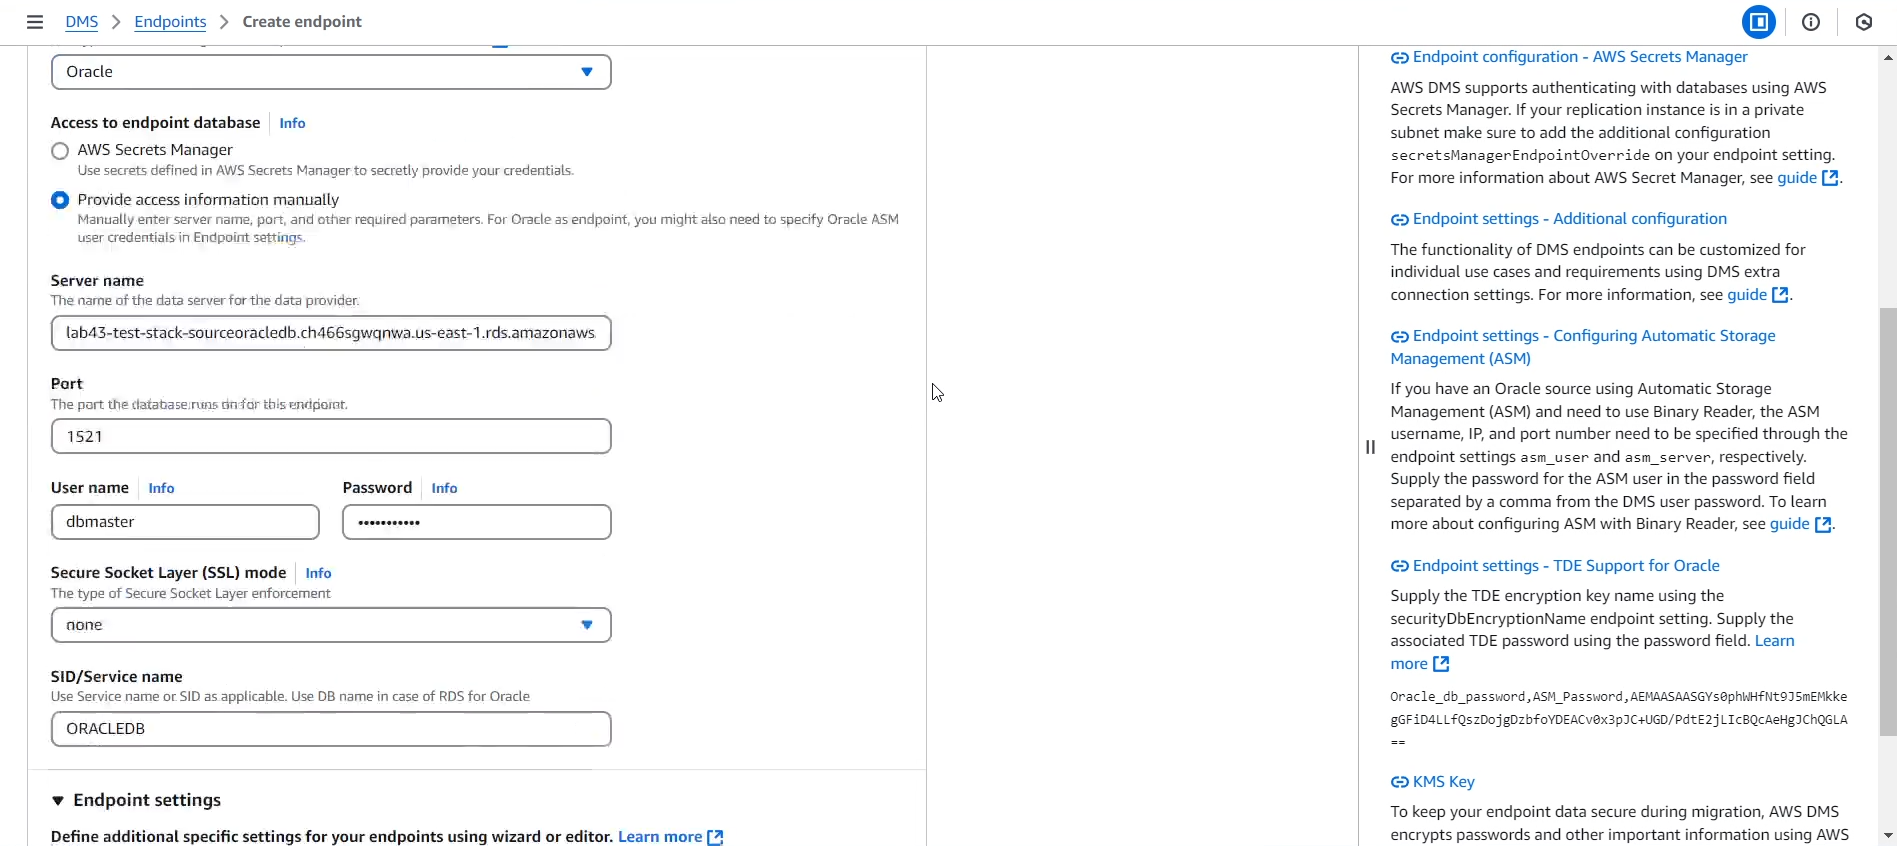 DMS > Endpoints > Create endpoint
Oracle
Access to endpoint database Info
AWS Secrets Manager
Use secrets defined in AWS Secrets Manager to secretly provide your credentials.
Provide access information manually
Manually enter server name, port, and other required parameters. For Oracle as endpoint, you might also need to specify Oracle ASM
user credentials in Endpoint settings.
Server name
The name of the data server for the data provider.
lab43-test-stack-sourceoracledb.ch466sgwqnwa.us-east-1.rds.amazonaws
Port
The port the database runs on for this endpoint.
1521
User name Info Password Info
dbmaster •••••••••••
Secure Socket Layer (SSL) mode Info
The type of Secure Socket Layer enforcement
none
SID/Service name
Use Service name or SID as applicable. Use DB name in case of RDS for Oracle
ORACLEDB
Endpoint settings
Define additional specific settings for your endpoints using wizard or editor. Learn more
Endpoint configuration - AWS Secrets Manager
AWS DMS supports authenticating with databases using AWS
Secrets Manager. If your replication instance is in a private
subnet make sure to add the additional configuration
secretsManagerEndpointOverride on your endpoint setting.
For more information about AWS Secret Manager, see guide.
Endpoint settings - Additional configuration
The functionality of DMS endpoints can be customized for
individual use cases and requirements using DMS extra
connection settings. For more information, see guide.
Endpoint settings - Configuring Automatic Storage
Management (ASM)
If you have an Oracle source using Automatic Storage
Management (ASM) and need to use Binary Reader, the ASM
username, IP, and port number need to be specified through the
endpoint settings asm_user and asm_server, respectively.
Supply the password for the ASM user in the password field
separated by a comma from the DMS user password. To learn
more about configuring ASM with Binary Reader, see guide.
Endpoint settings - TDE Support for Oracle
Supply the TDE encryption key name using the
securityDbEncryptionName endpoint setting. Supply the
associated TDE password using the password field. Learn
more
Oracle_db_password,ASM_Password,AEMAASAASGYs0phWHfNt9J5mEMkke
gGFiD4LLfQszDojgDzbfoYDEACv0x3pJC+UGD/PdtE2jLIcBQcAeHgJChQGLA
==
KMS Key
To keep your endpoint data secure during migration, AWS DMS
encrypts passwords and other important information using AWS